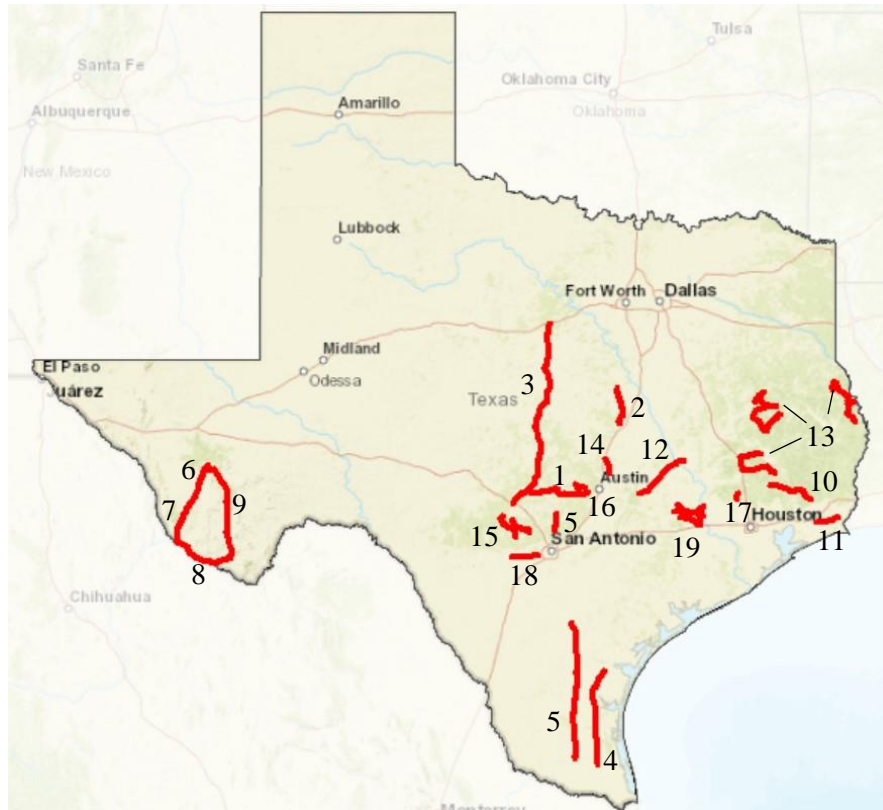 Tulsa
Santa Fe
Oklahoma City
Oklahoma
Amarillo
Albuquerque
New Mexico
Lubbock
Fort Worth
Dallas
Midland
El Paso
Odessa
Juárez
3
Texas
2
13
14
12
6
1
Austin
10
7
9
16
17
15
5
Houston
11
San Antonio
19
8
18
Chihuahua
5
4
Monterrey